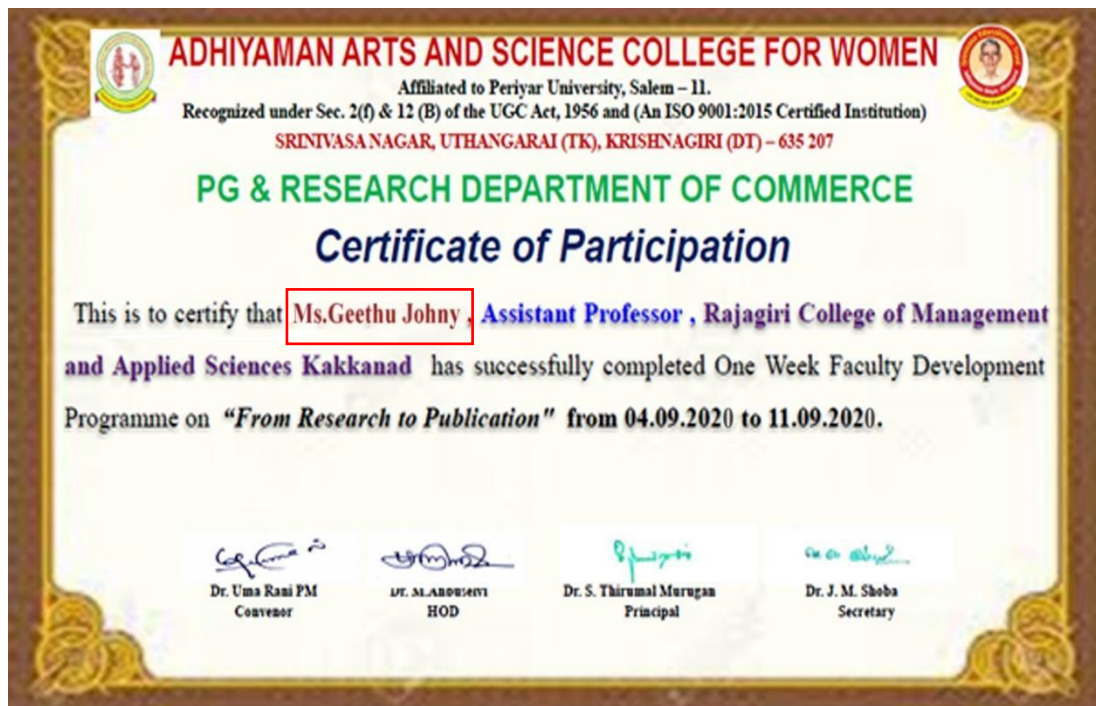 ADHIYAMAN ARTS AND SCIENCE COLLEGE FOR WOMEN
Affiliated to Periyar University, Salem – 11.
Recognized under Sec. 2(f) & 12 (B) of the UGC Act, 1956 and (An ISO 9001:2015 Certified Institution)
SRINIVASA NAGAR, UTHANGARAI (TK), KRISHNAGIRI (DT) – 635 207
PG & RESEARCH DEPARTMENT OF COMMERCE
Certificate of Participation
This is to certify that Ms.Geethu Johny , Assistant Professor , Rajagiri College of Management
and Applied Sciences Kakkanad has successfully completed One Week Faculty Development
Programme on “From Research to Publication" from 04.09.2020 to 11.09.2020.
Dr. Uma Rani PM Dr. M.Anbuselvi Dr. S. Thirumal Murugan Dr. J. M. Shoba
Convenor HOD Principal Secretary